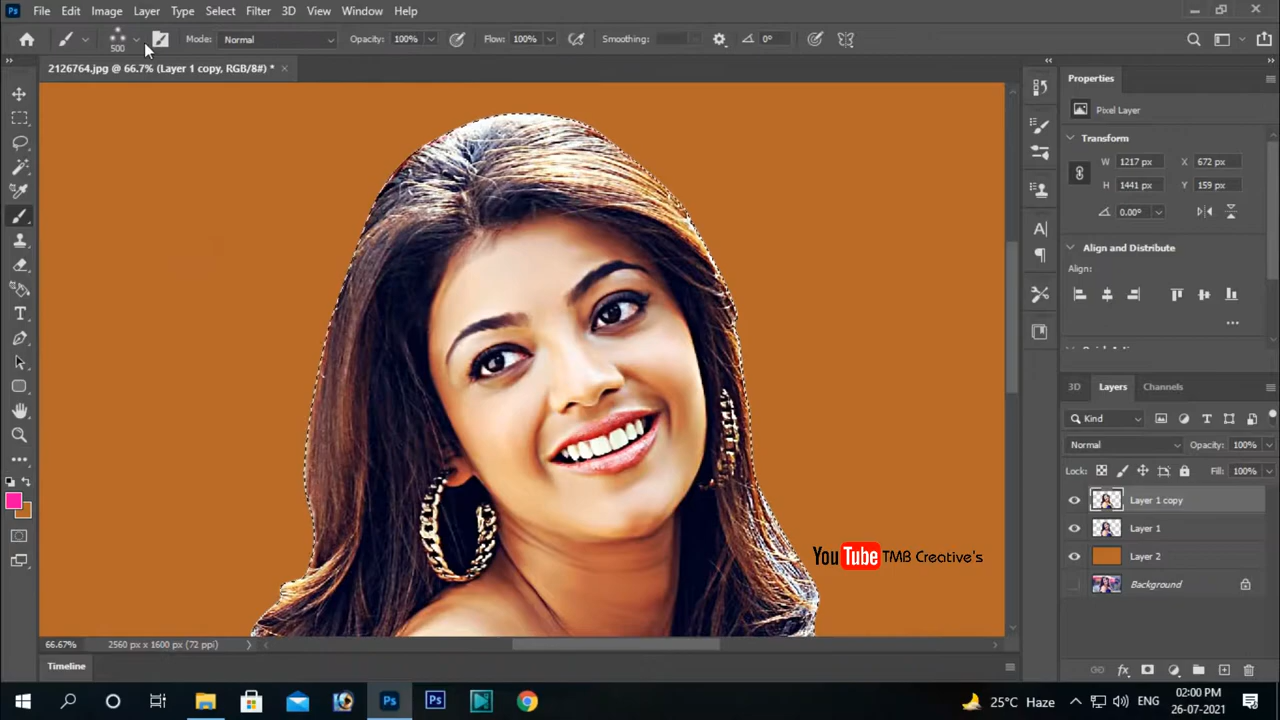 Ps File Edit Image Layer Type Select Filter 3D View Window Help
500 Mode: Normal Opacity: 100% Flow: 100% Smoothing: 0°
2126764.jpg @ 66.7% (Layer 1 copy, RGB/8#) *
Properties
Pixel Layer
Transform
W 1217 px X 672 px
H 1441 px Y 159 px
0.00°
Align and Distribute
Align:
3D Layers Channels
Kind
Normal Opacity: 100%
Lock: Fill: 100%
Layer 1 copy
Layer 1
Layer 2
Background
YouTube TMB Creative's
66.67% 2560 px x 1600 px (72 ppi)
Timeline
Ps Ps 25°C Haze ENG 02:00 PM
26-07-2021